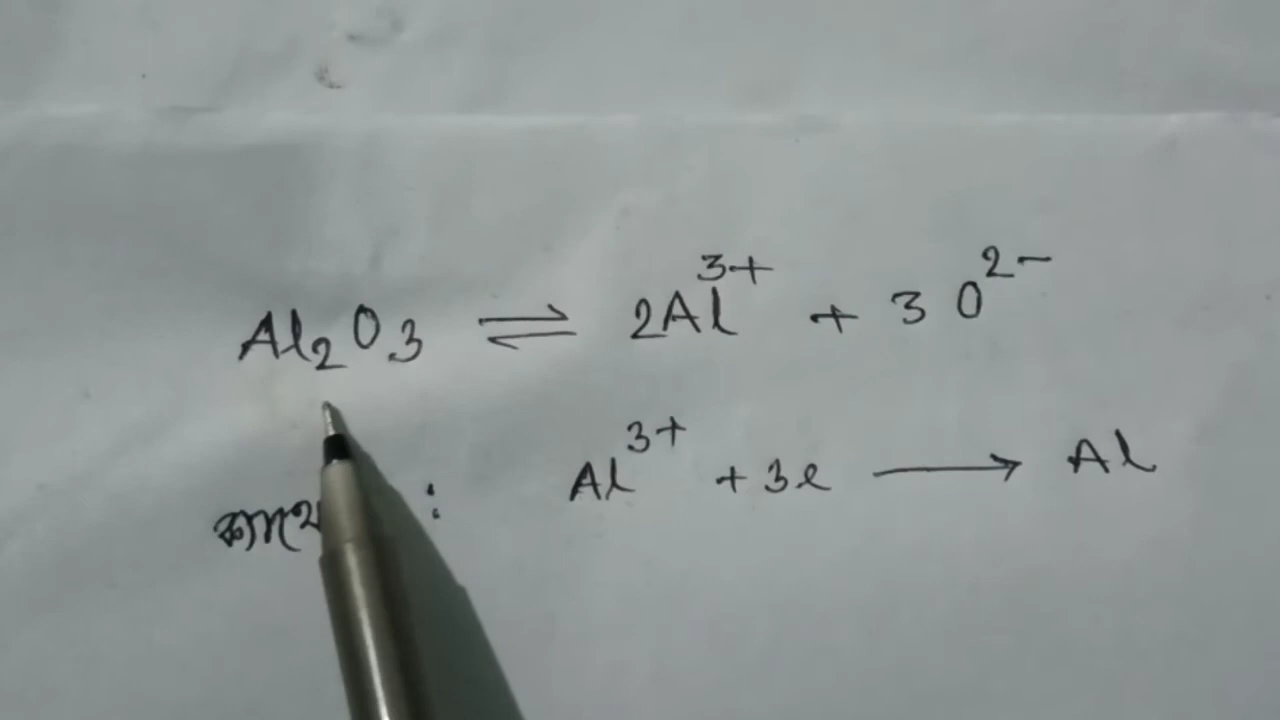 Al₂O₃ ⇌ 2Al³⁺ + 3O²⁻
: Al³⁺ + 3e ⟶ Al